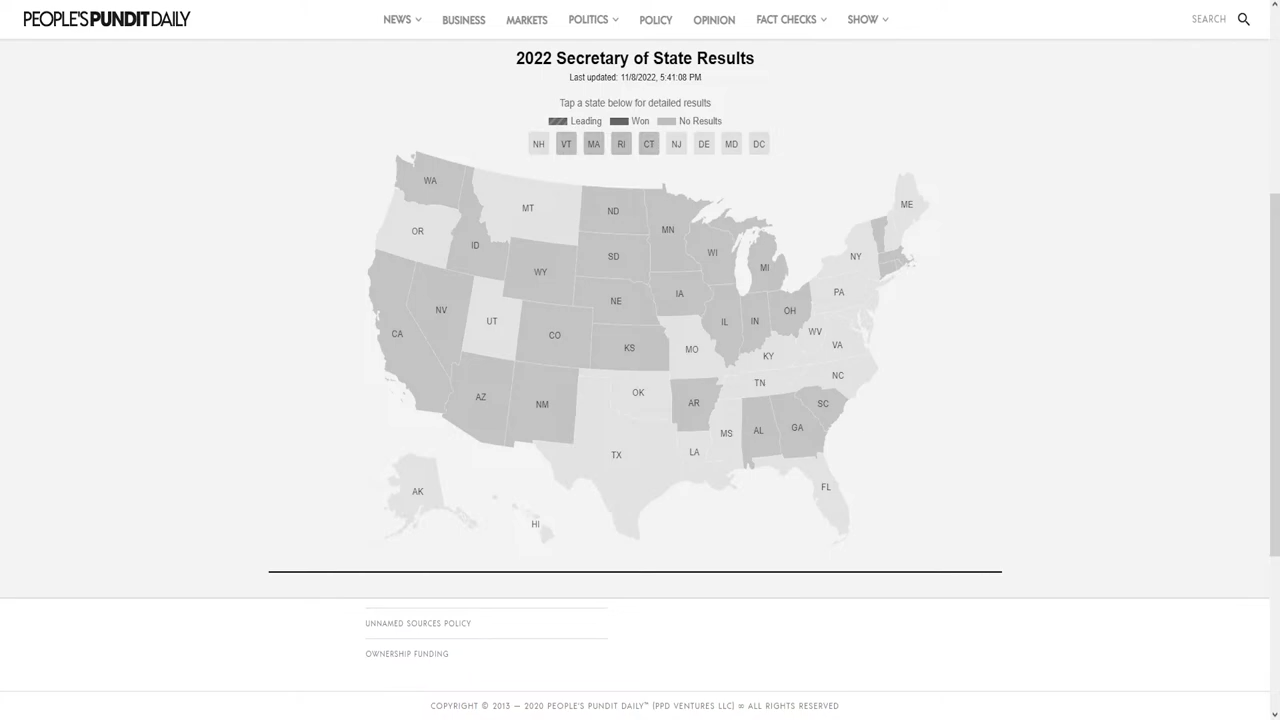 PEOPLE'S PUNDIT DAILY NEWS BUSINESS MARKETS POLITICS POLICY OPINION FACT CHECKS SHOW SEARCH
2022 Secretary of State Results
Last updated: 11/8/2022, 5:41:08 PM
Tap a state below for detailed results
Leading Won No Results
NH VT MA RI CT NJ DE MD DC
WA
MT
ND
ME
OR
ID
MN
WY
SD
WI
MI
NY
NV
NE
IA
PA
CA
UT
CO
IL
IN
OH
WV
VA
KS
MO
KY
NC
AZ
NM
OK
AR
TN
SC
TX
LA
MS
AL
GA
FL
AK
HI
UNNAMED SOURCES POLICY
OWNERSHIP FUNDING
COPYRIGHT © 2013 — 2020 PEOPLE'S PUNDIT DAILY™ (PPD VENTURES LLC) ∞ ALL RIGHTS RESERVED